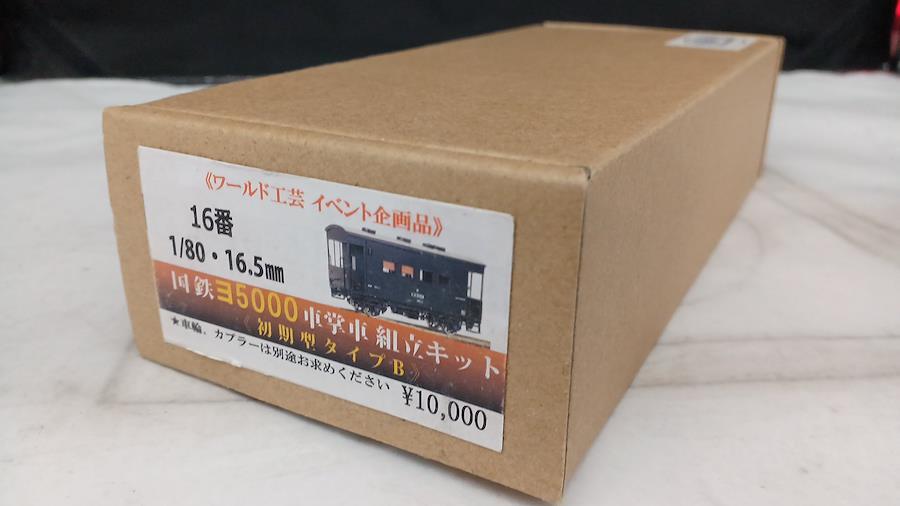 《ワールド工芸 イベント企画品》
16番
1/80・16.5mm
国鉄ヨ5000車掌車 組立キット
《初期型タイプB》
★車輪、カプラーは別途お求めください
¥10,000